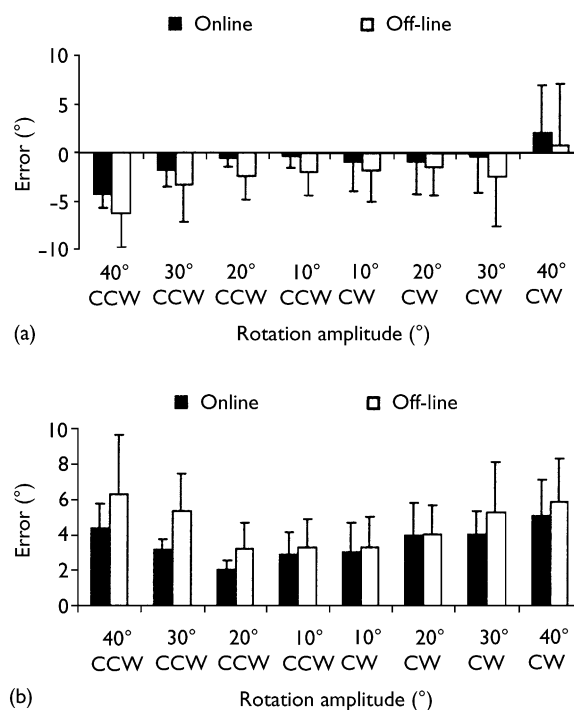 Online Off-line
10
5
0
-5
-10
Error (°)
40° 30° 20° 10° 10° 20° 30° 40°
CCW CCW CCW CCW CW CW CW CW
(a) Rotation amplitude (°)
Online Off-line
10
8
6
4
2
0
Error (°)
40° 30° 20° 10° 10° 20° 30° 40°
CCW CCW CCW CCW CW CW CW CW
(b) Rotation amplitude (°)